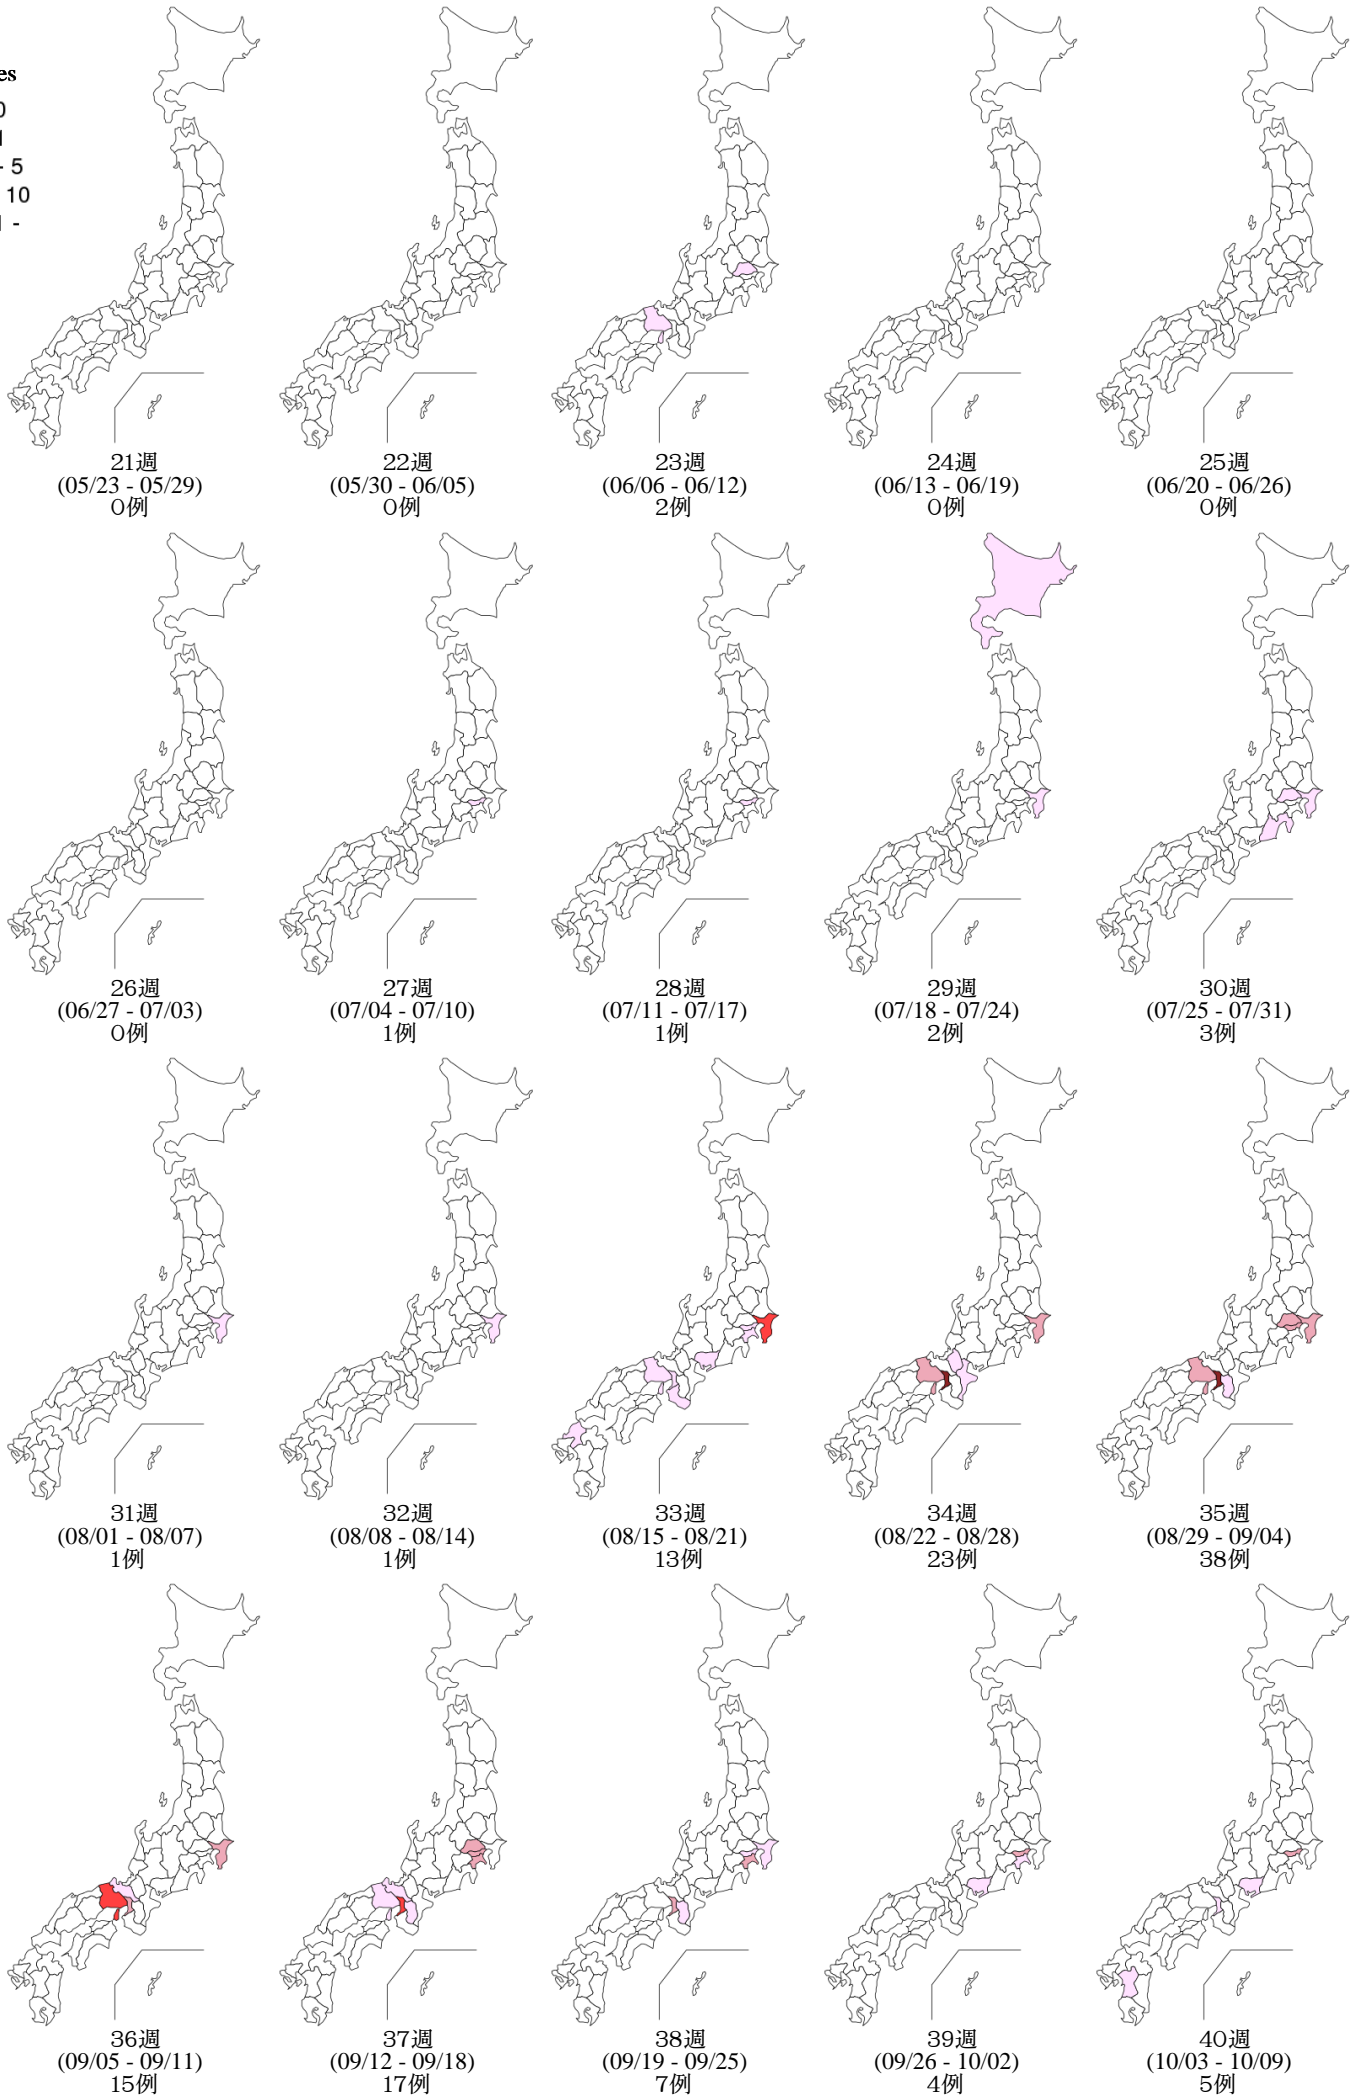 es
0
1
- 5
10
1 -
21週
(05/23 - 05/29)
0例
22週
(05/30 - 06/05)
0例
23週
(06/06 - 06/12)
2例
24週
(06/13 - 06/19)
0例
25週
(06/20 - 06/26)
0例
26週
(06/27 - 07/03)
0例
27週
(07/04 - 07/10)
1例
28週
(07/11 - 07/17)
1例
29週
(07/18 - 07/24)
2例
30週
(07/25 - 07/31)
3例
31週
(08/01 - 08/07)
1例
32週
(08/08 - 08/14)
1例
33週
(08/15 - 08/21)
13例
34週
(08/22 - 08/28)
23例
35週
(08/29 - 09/04)
38例
36週
(09/05 - 09/11)
15例
37週
(09/12 - 09/18)
17例
38週
(09/19 - 09/25)
7例
39週
(09/26 - 10/02)
4例
40週
(10/03 - 10/09)
5例